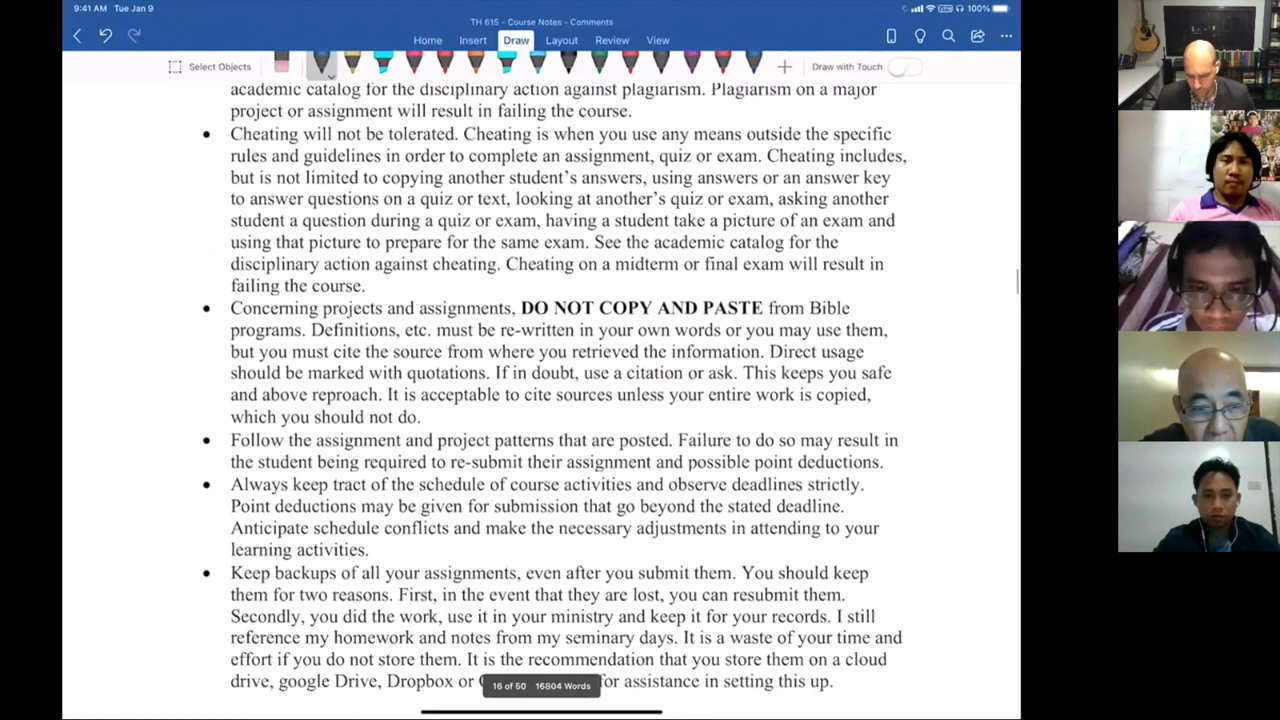 9:41 AM Tue Jan 9
100%
TH 615 - Course Notes - Comments
Home Insert Draw Layout Review View
Select Objects
Draw with Touch
academic catalog for the disciplinary action against plagiarism. Plagiarism on a major
project or assignment will result in failing the course.
• Cheating will not be tolerated. Cheating is when you use any means outside the specific
rules and guidelines in order to complete an assignment, quiz or exam. Cheating includes,
but is not limited to copying another student's answers, using answers or an answer key
to answer questions on a quiz or text, looking at another's quiz or exam, asking another
student a question during a quiz or exam, having a student take a picture of an exam and
using that picture to prepare for the same exam. See the academic catalog for the
disciplinary action against cheating. Cheating on a midterm or final exam will result in
failing the course.
• Concerning projects and assignments, DO NOT COPY AND PASTE from Bible
programs. Definitions, etc. must be re-written in your own words or you may use them,
but you must cite the source from where you retrieved the information. Direct usage
should be marked with quotations. If in doubt, use a citation or ask. This keeps you safe
and above reproach. It is acceptable to cite sources unless your entire work is copied,
which you should not do.
• Follow the assignment and project patterns that are posted. Failure to do so may result in
the student being required to re-submit their assignment and possible point deductions.
• Always keep tract of the schedule of course activities and observe deadlines strictly.
Point deductions may be given for submission that go beyond the stated deadline.
Anticipate schedule conflicts and make the necessary adjustments in attending to your
learning activities.
• Keep backups of all your assignments, even after you submit them. You should keep
them for two reasons. First, in the event that they are lost, you can resubmit them.
Secondly, you did the work, use it in your ministry and keep it for your records. I still
reference my homework and notes from my seminary days. It is a waste of your time and
effort if you do not store them. It is the recommendation that you store them on a cloud
drive, google Drive, Dropbox or for assistance in setting this up.
16 of 50 16804 Words